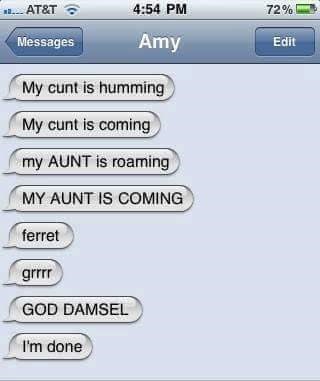 AT&T 4:54 PM 72%
Messages Amy Edit
My cunt is humming
My cunt is coming
my AUNT is roaming
MY AUNT IS COMING
ferret
grrrr
GOD DAMSEL
I'm done